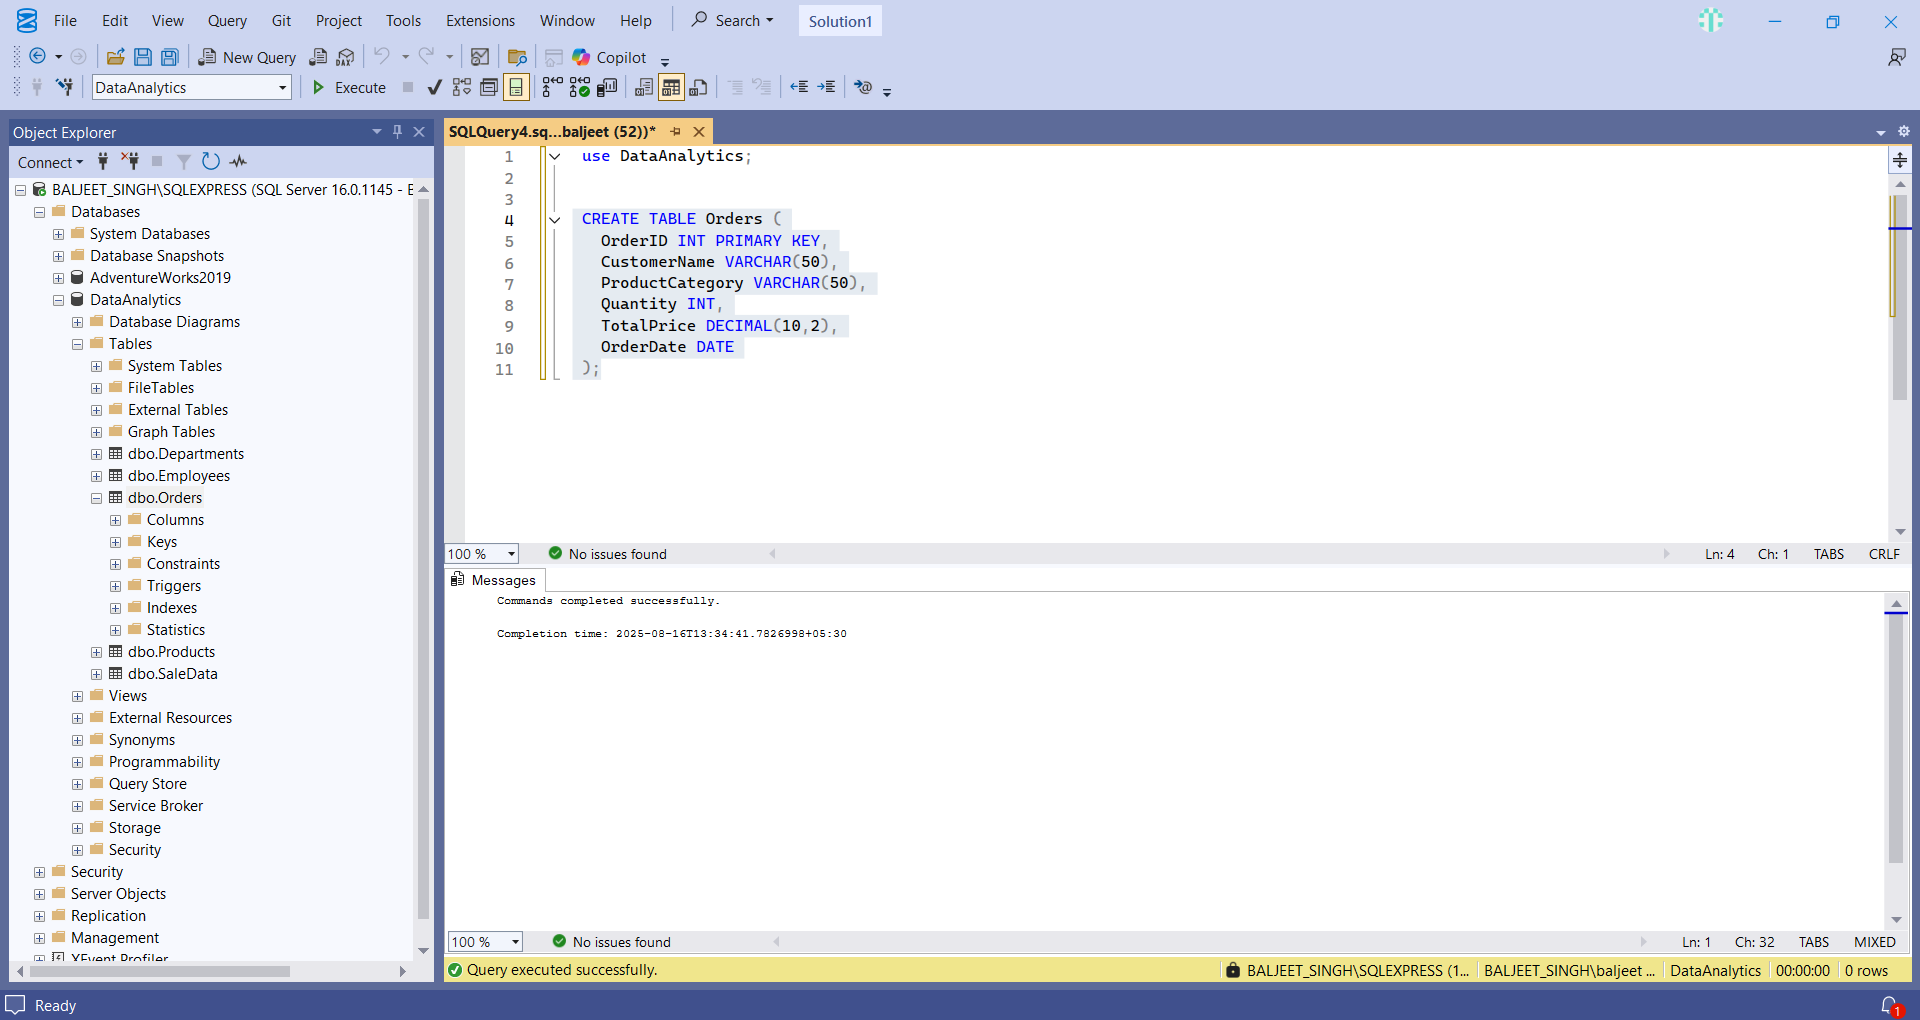 File Edit View Query Git Project Tools Extensions Window Help Search Solution1
New Query DAX Copilot
DataAnalytics Execute
Object Explorer
Connect
BALJEET_SINGH\SQLEXPRESS (SQL Server 16.0.1145 - E
Databases
System Databases
Database Snapshots
AdventureWorks2019
DataAnalytics
Database Diagrams
Tables
System Tables
FileTables
External Tables
Graph Tables
dbo.Departments
dbo.Employees
dbo.Orders
Columns
Keys
Constraints
Triggers
Indexes
Statistics
dbo.Products
dbo.SaleData
Views
External Resources
Synonyms
Programmability
Query Store
Service Broker
Storage
Security
Security
Server Objects
Replication
Management
XEvent Profiler
SQLQuery4.sq...baljeet (52))*
1 use DataAnalytics;
2
3
4 CREATE TABLE Orders (
5 OrderID INT PRIMARY KEY,
6 CustomerName VARCHAR(50),
7 ProductCategory VARCHAR(50),
8 Quantity INT,
9 TotalPrice DECIMAL(10,2),
10 OrderDate DATE
11 );
100 % No issues found Ln: 4 Ch: 1 TABS CRLF
Messages
Commands completed successfully.
Completion time: 2025-08-16T13:34:41.7826998+05:30
100 % No issues found Ln: 1 Ch: 32 TABS MIXED
Query executed successfully. BALJEET_SINGH\SQLEXPRESS (1... BALJEET_SINGH\baljeet ... DataAnalytics 00:00:00 0 rows
Ready 1